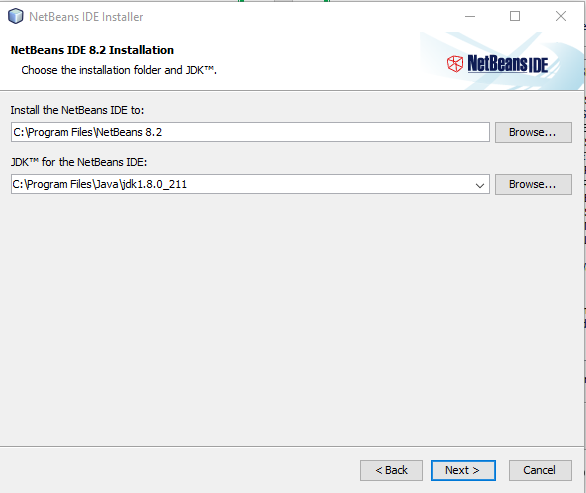 NetBeans IDE Installer
NetBeans IDE 8.2 Installation
Choose the installation folder and JDK™.
NetBeans IDE
Install the NetBeans IDE to:
C:\Program Files\NetBeans 8.2
Browse...
JDK™ for the NetBeans IDE:
C:\Program Files\Java\jdk1.8.0_211
Browse...
< Back
Next >
Cancel